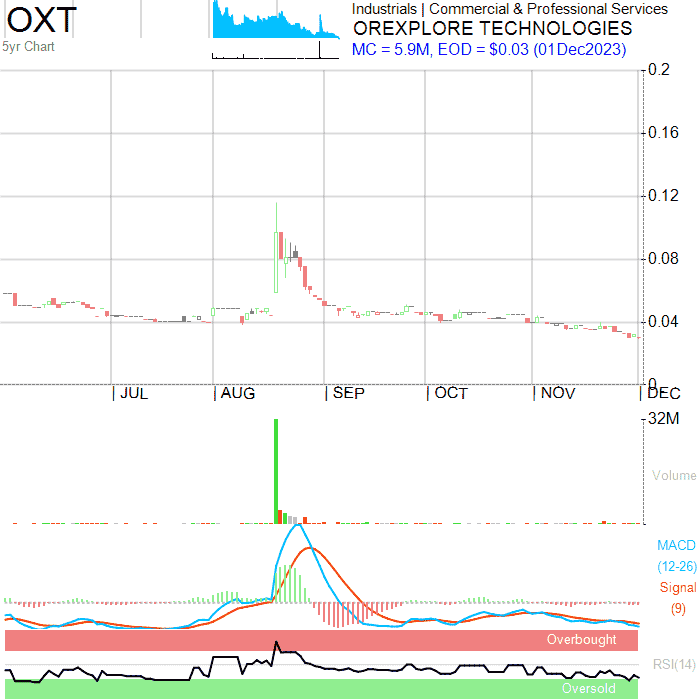 OXT
5yr Chart
Industrials | Commercial & Professional Services
OREXPLORE TECHNOLOGIES
MC = 5.9M, EOD = $0.03 (01Dec2023)
0.2
0.16
0.12
0.08
0.04
0
JUL AUG SEP OCT NOV DEC
32M
Volume
MACD
(12-26)
Signal
(9)
Overbought
RSI(14)
Oversold